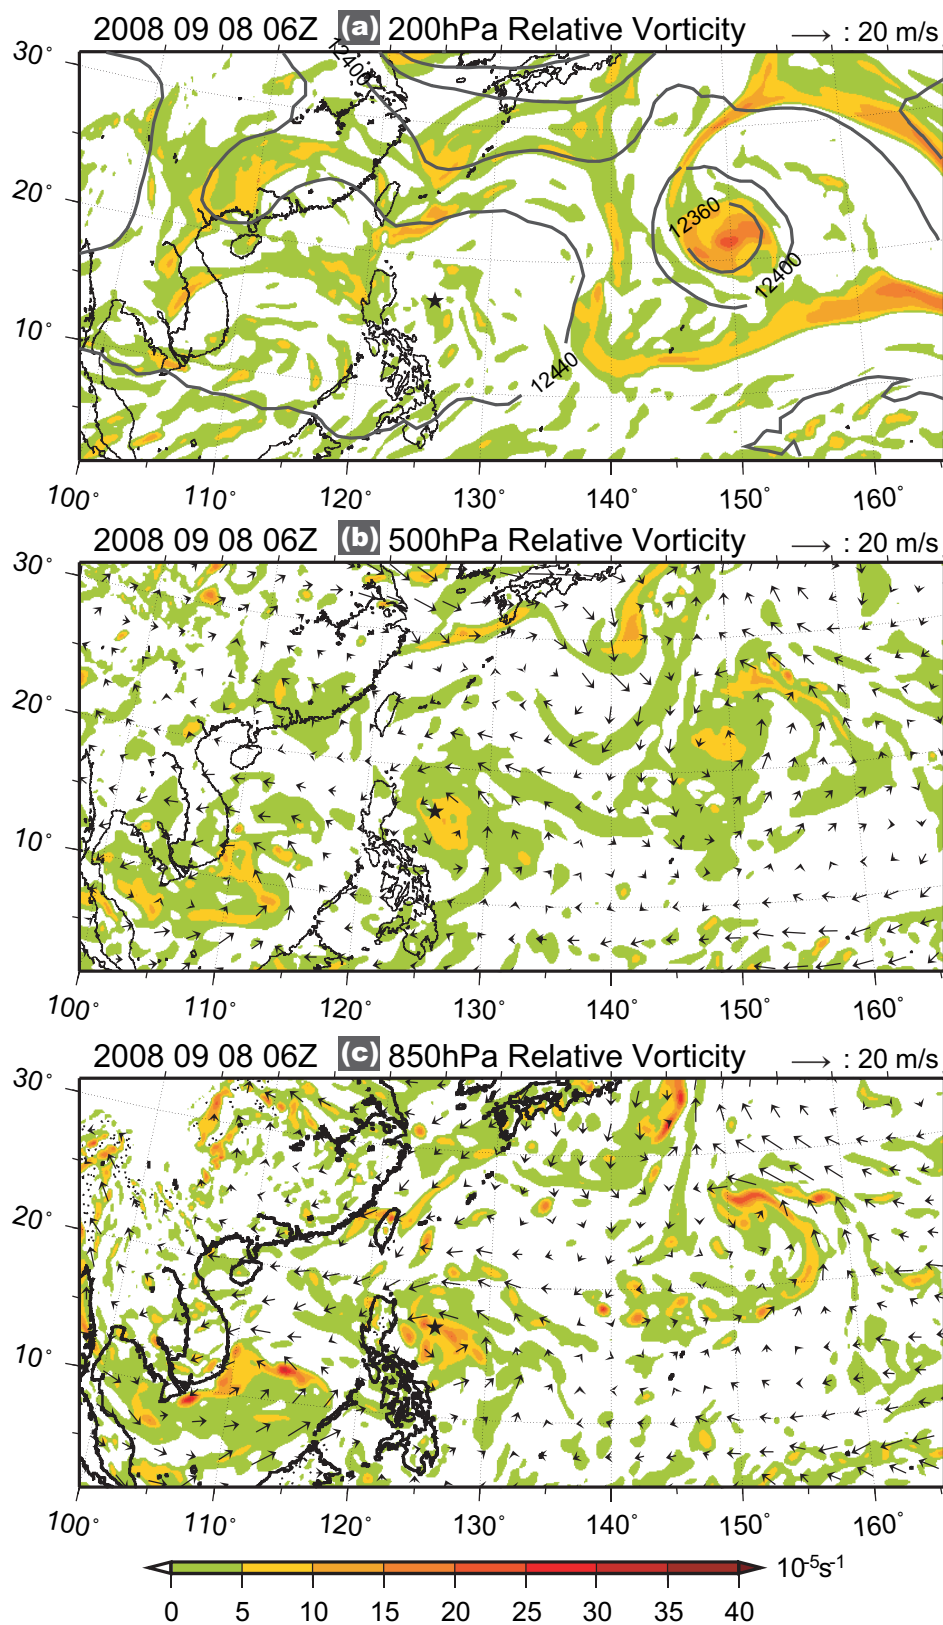 2008 09 08 06Z (a) 200hPa Relative Vorticity → : 20 m/s
30°
20°
10°
12400
12360
12400
12440
100° 110° 120° 130° 140° 150° 160°
2008 09 08 06Z (b) 500hPa Relative Vorticity → : 20 m/s
30°
20°
10°
100° 110° 120° 130° 140° 150° 160°
2008 09 08 06Z (c) 850hPa Relative Vorticity → : 20 m/s
30°
20°
10°
100° 110° 120° 130° 140° 150° 160°
10⁻⁵s⁻¹
0 5 10 15 20 25 30 35 40